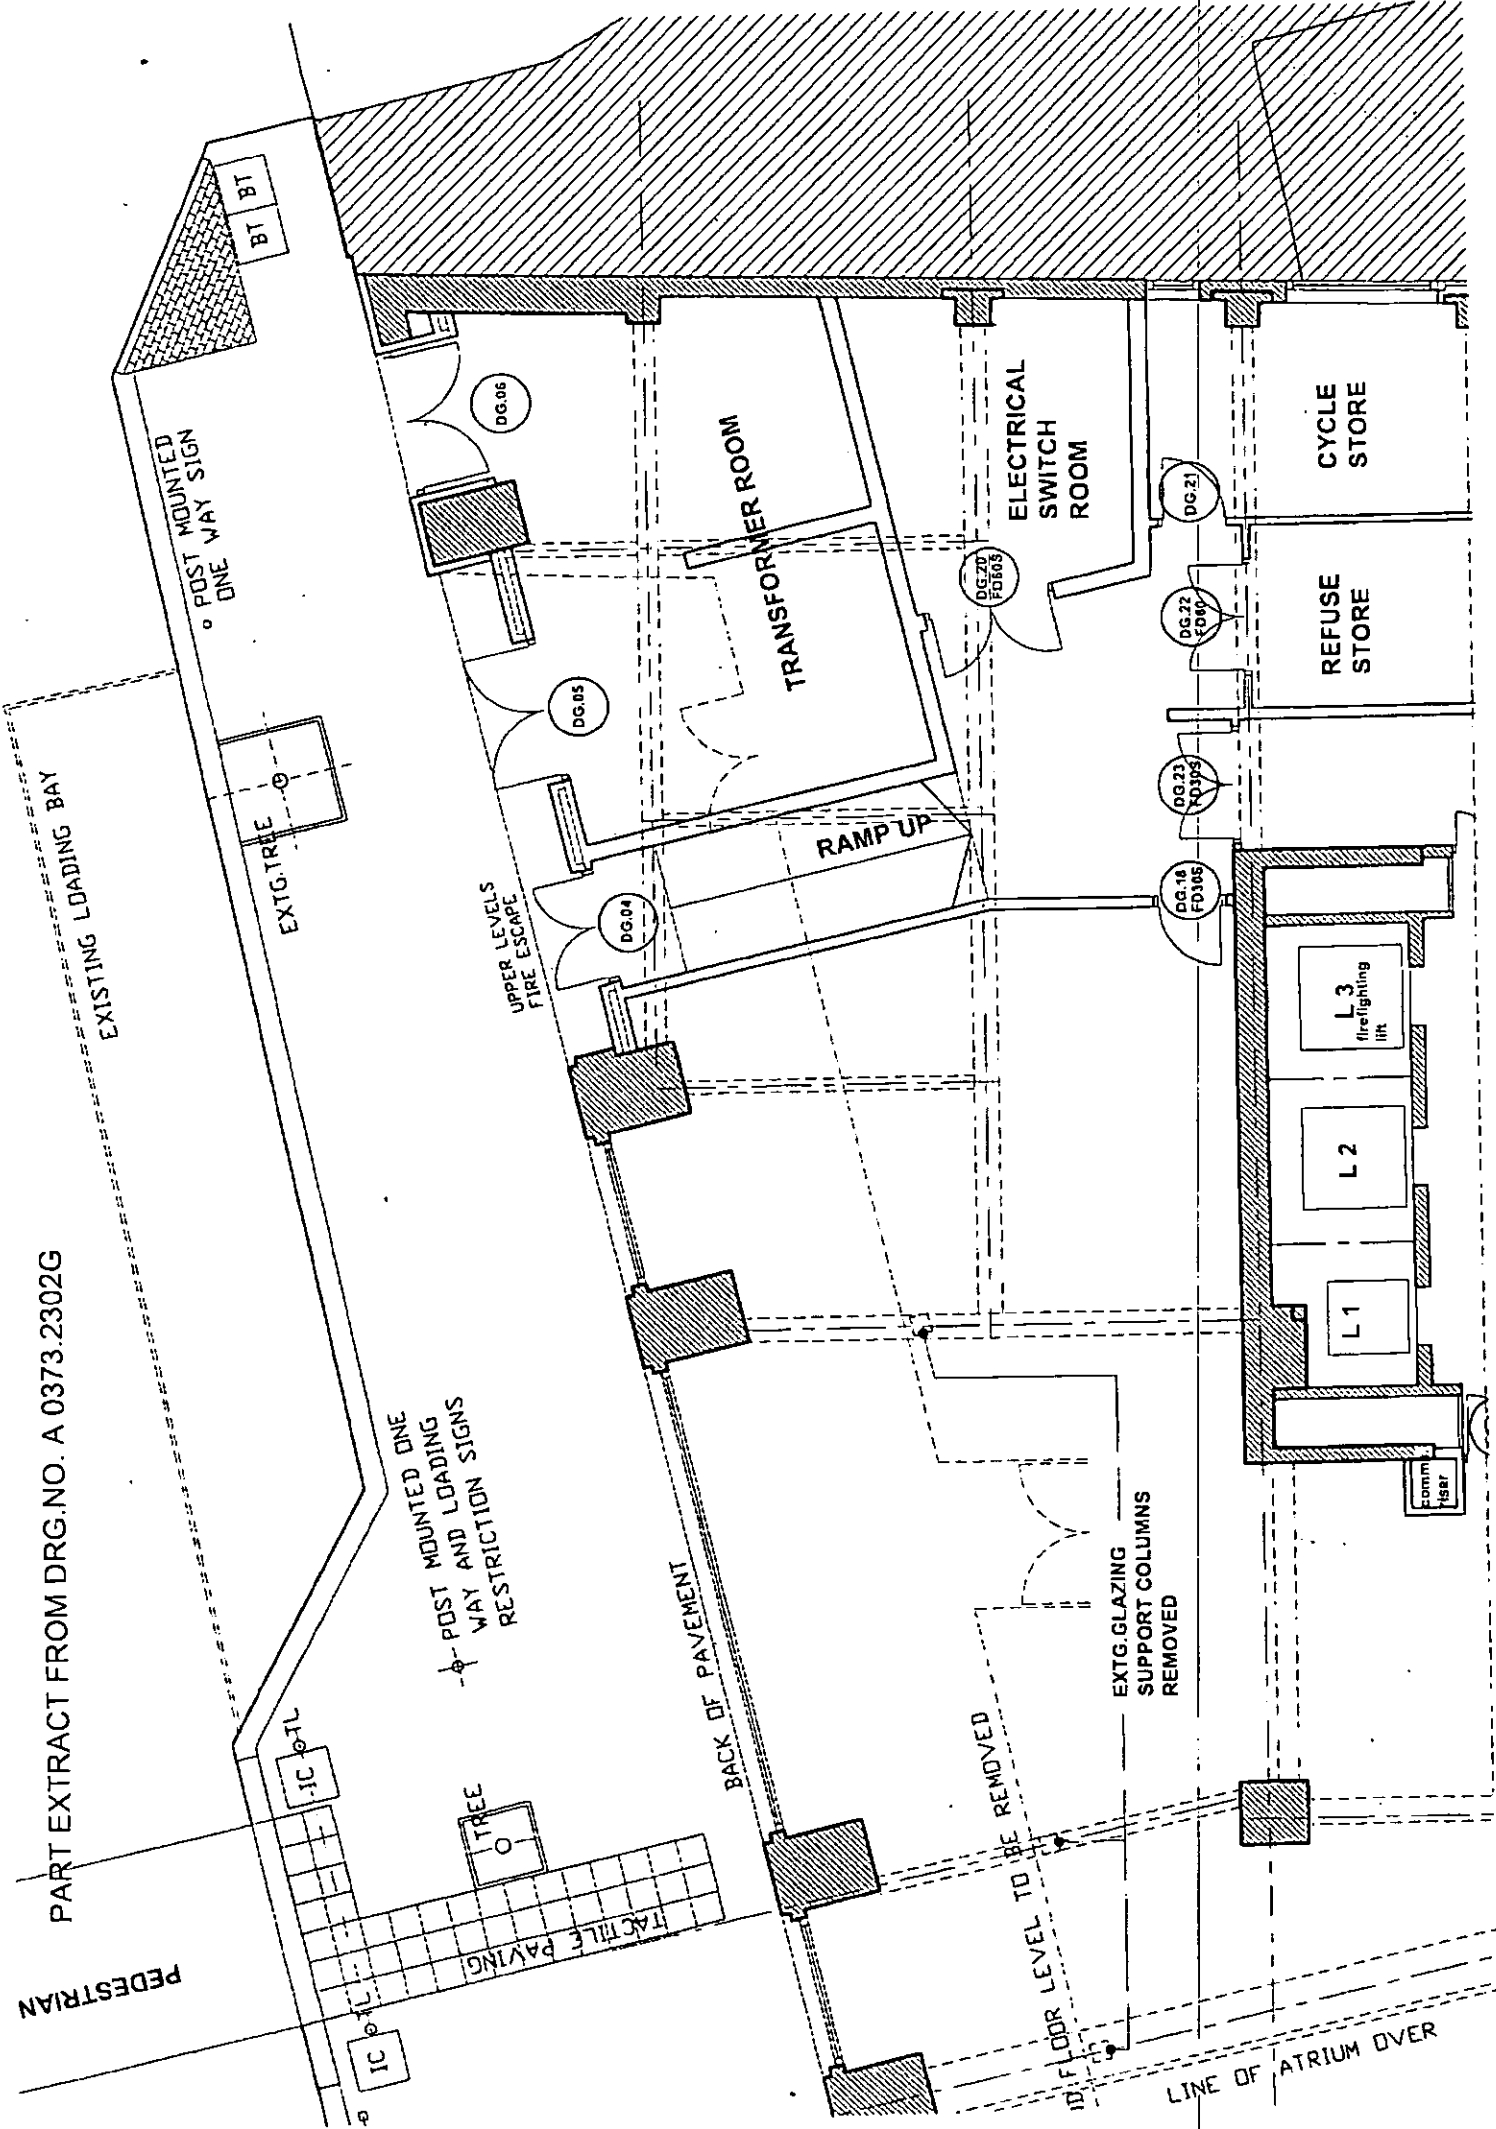 PART EXTRACT FROM DRG.NO. A 0373.2302G
PEDESTRIAN
EXISTING LOADING BAY
POST MOUNTED
ONE WAY SIGN
BT
BT
EXTG.TREE
UPPER LEVELS
FIRE ESCAPE
POST MOUNTED ONE
WAY AND LOADING
RESTRICTION SIGNS
IC
TL
TREE
TACTILE PAVING
IC
TL
BACK OF PAVEMENT
DG.06
DG.05
DG.04
TRANSFORMER ROOM
RAMP UP
ELECTRICAL
SWITCH
ROOM
DG.20
FD60S
DG.21
DG.22
FD60
DG.23
FD30S
DG.18
FD30S
CYCLE
STORE
REFUSE
STORE
L 3
firefighting
lift
L 2
L 1
comms
riser
EXTG.GLAZING
SUPPORT COLUMNS
REMOVED
FLOOR LEVEL TO BE REMOVED
LINE OF ATRIUM OVER